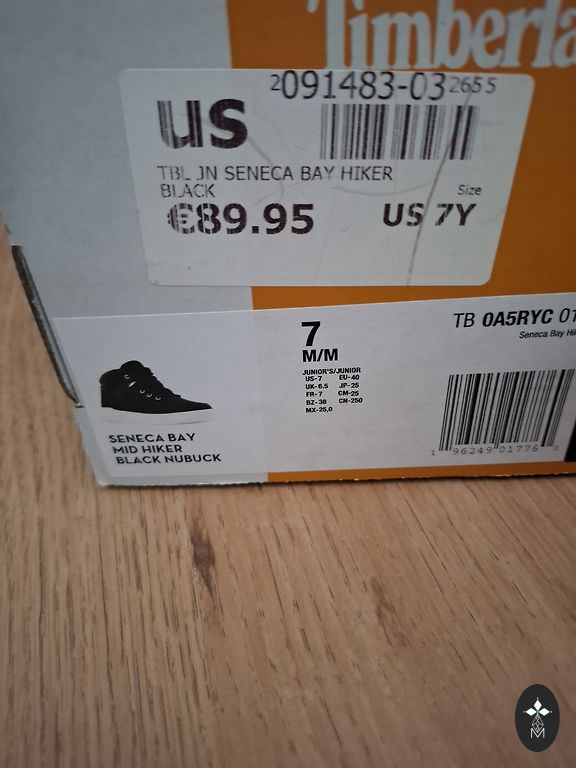 Timberla
2091483-032655
us
TBL JN SENECA BAY HIKER
BLACK
Size
€89.95 US 7Y
7
M/M
JUNIOR'S/JUNIOR
US-7 EU-40
UK-6.5 JP-25
FR-7 CM-25
BZ-38 CN-250
MX-25,0
TB 0A5RYC 01
Seneca Bay Hi
SENECA BAY
MID HIKER
BLACK NUBUCK
1 96249 01776 0
M